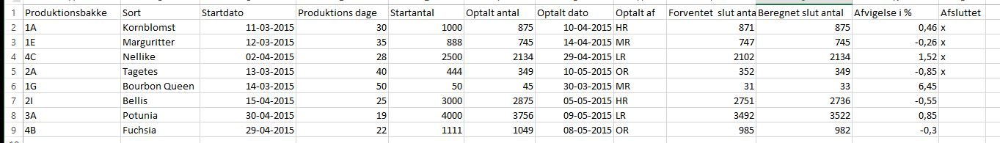 1 Produktionsbakke Sort Startdato Produktions dage Startantal Optalt antal Optalt dato Optalt af Forventet slut anta Beregnet slut antal Afvigelse i % Afsluttet
2 1A Kornblomst 11-03-2015 30 1000 875 10-04-2015 HR 871 875 0,46 x
3 1E Marguritter 12-03-2015 35 888 745 14-04-2015 MR 747 745 -0,26 x
4 4C Nellike 02-04-2015 28 2500 2134 29-04-2015 LR 2102 2134 1,52 x
5 2A Tagetes 13-03-2015 40 444 349 10-05-2015 OR 352 349 -0,85 x
6 1G Bourbon Queen 14-03-2015 50 50 45 30-03-2015 MR 31 33 6,45
7 2I Bellis 15-04-2015 25 3000 2875 05-05-2015 HR 2751 2736 -0,55
8 3A Potunia 30-04-2015 19 4000 3756 09-05-2015 LR 3492 3522 0,85
9 4B Fuchsia 29-04-2015 22 1111 1049 08-05-2015 OR 985 982 -0,3